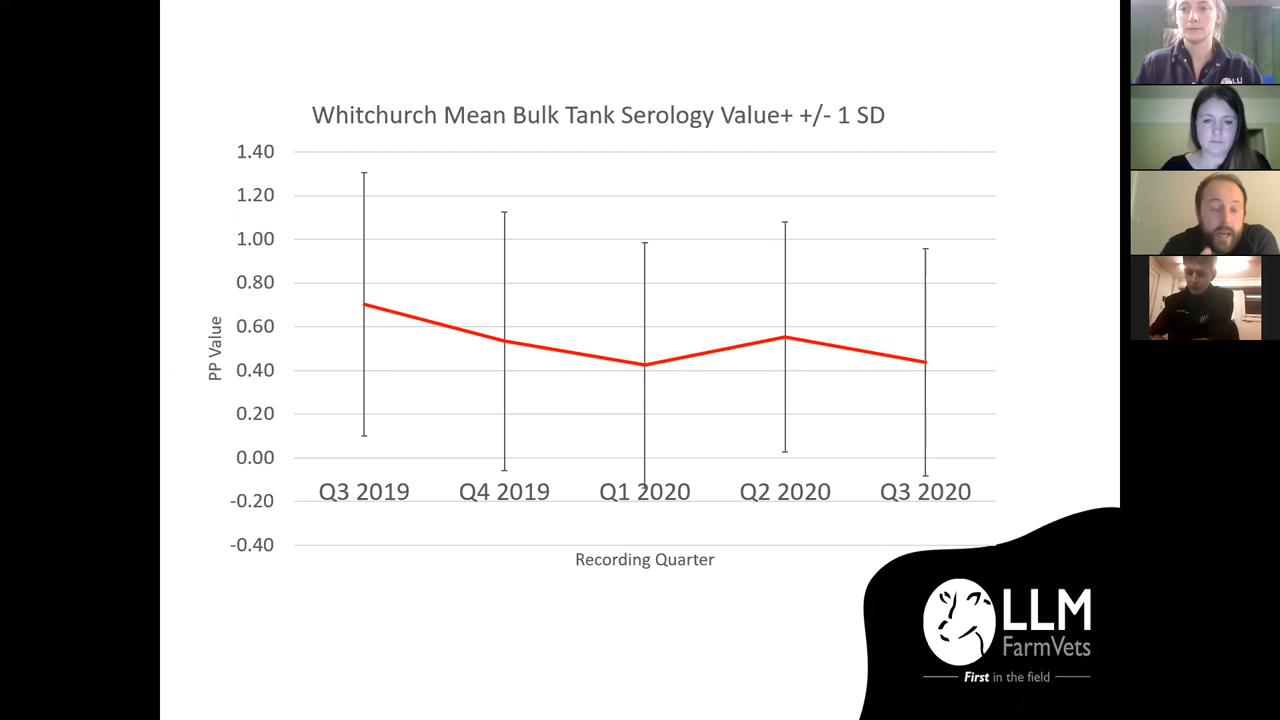 Whitchurch Mean Bulk Tank Serology Value+ +/- 1 SD
1.40
1.20
1.00
0.80
0.60
0.40
0.20
0.00
-0.20
-0.40
PP Value
Q3 2019
Q4 2019
Q1 2020
Q2 2020
Q3 2020
Recording Quarter
LLM
FarmVets
First in the field